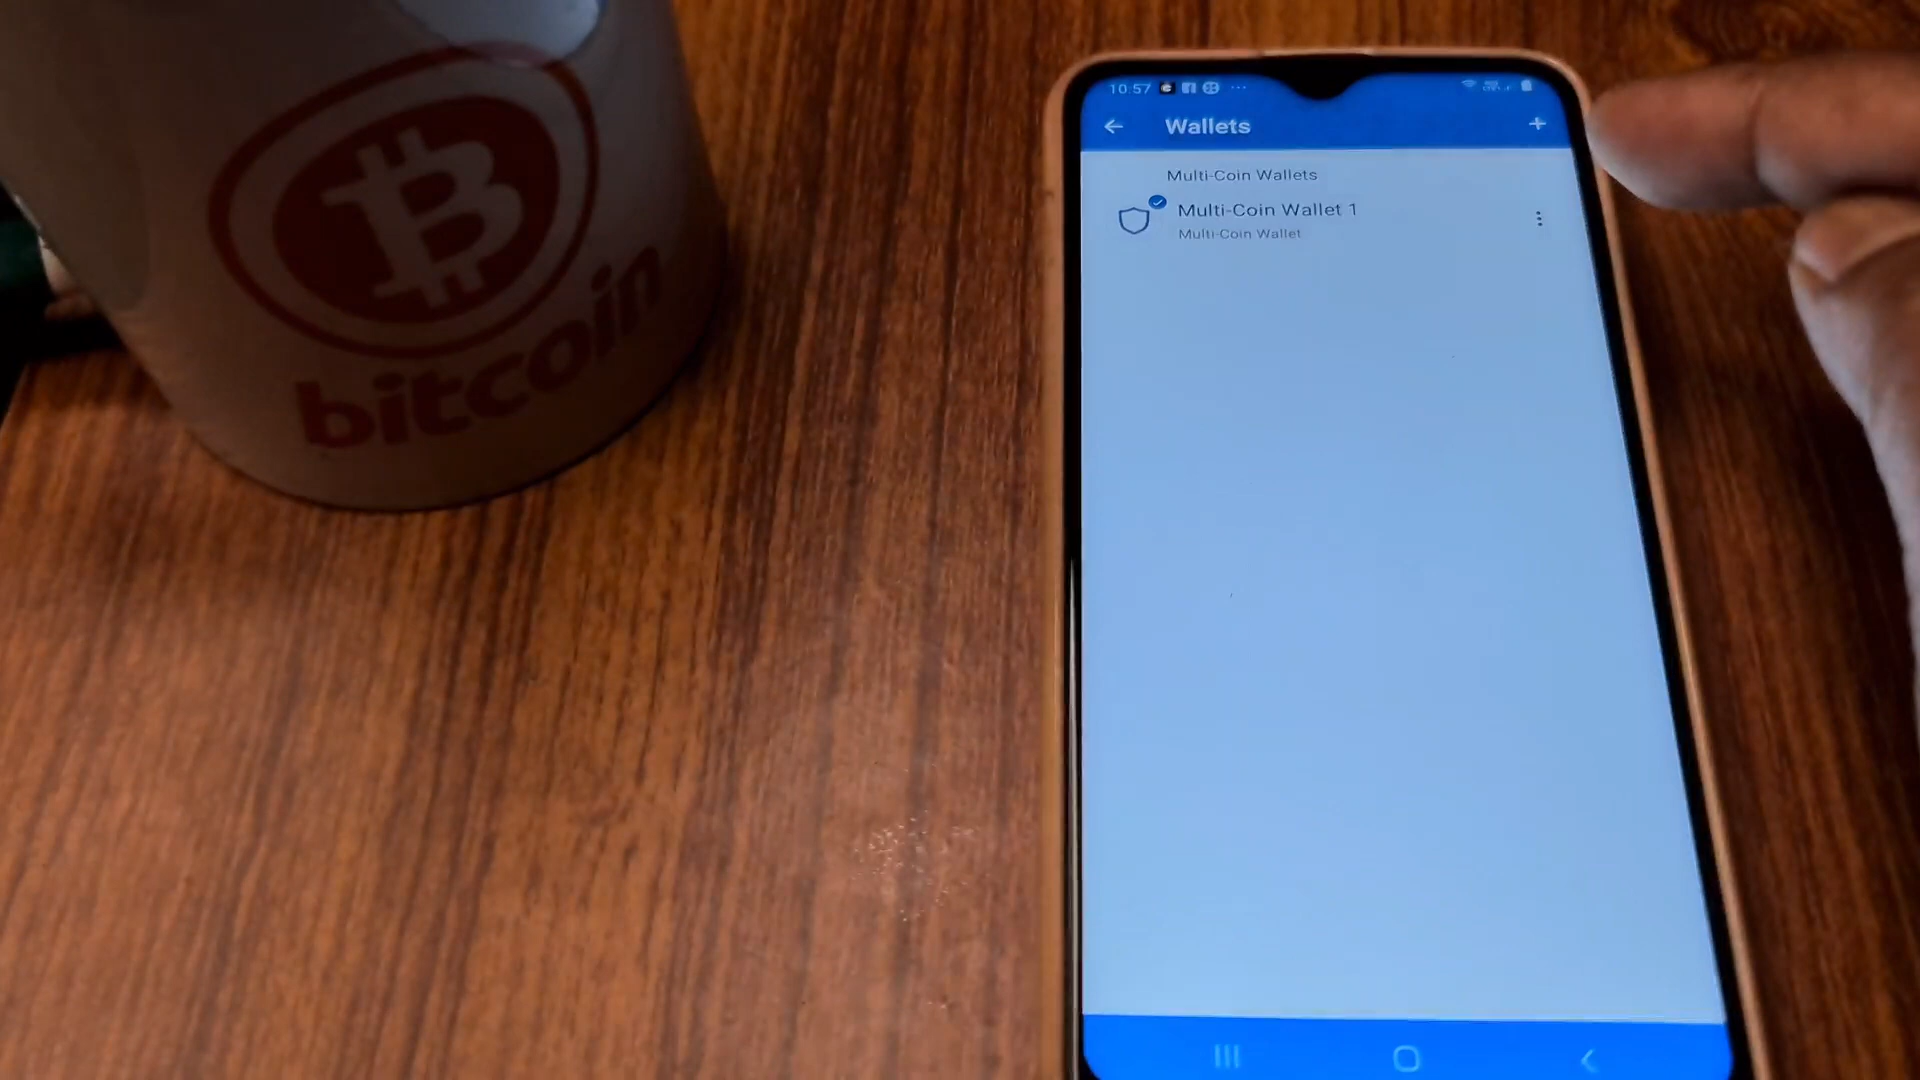 bitcoin
10:57
Wallets
Multi-Coin Wallets
Multi-Coin Wallet 1
Multi-Coin Wallet